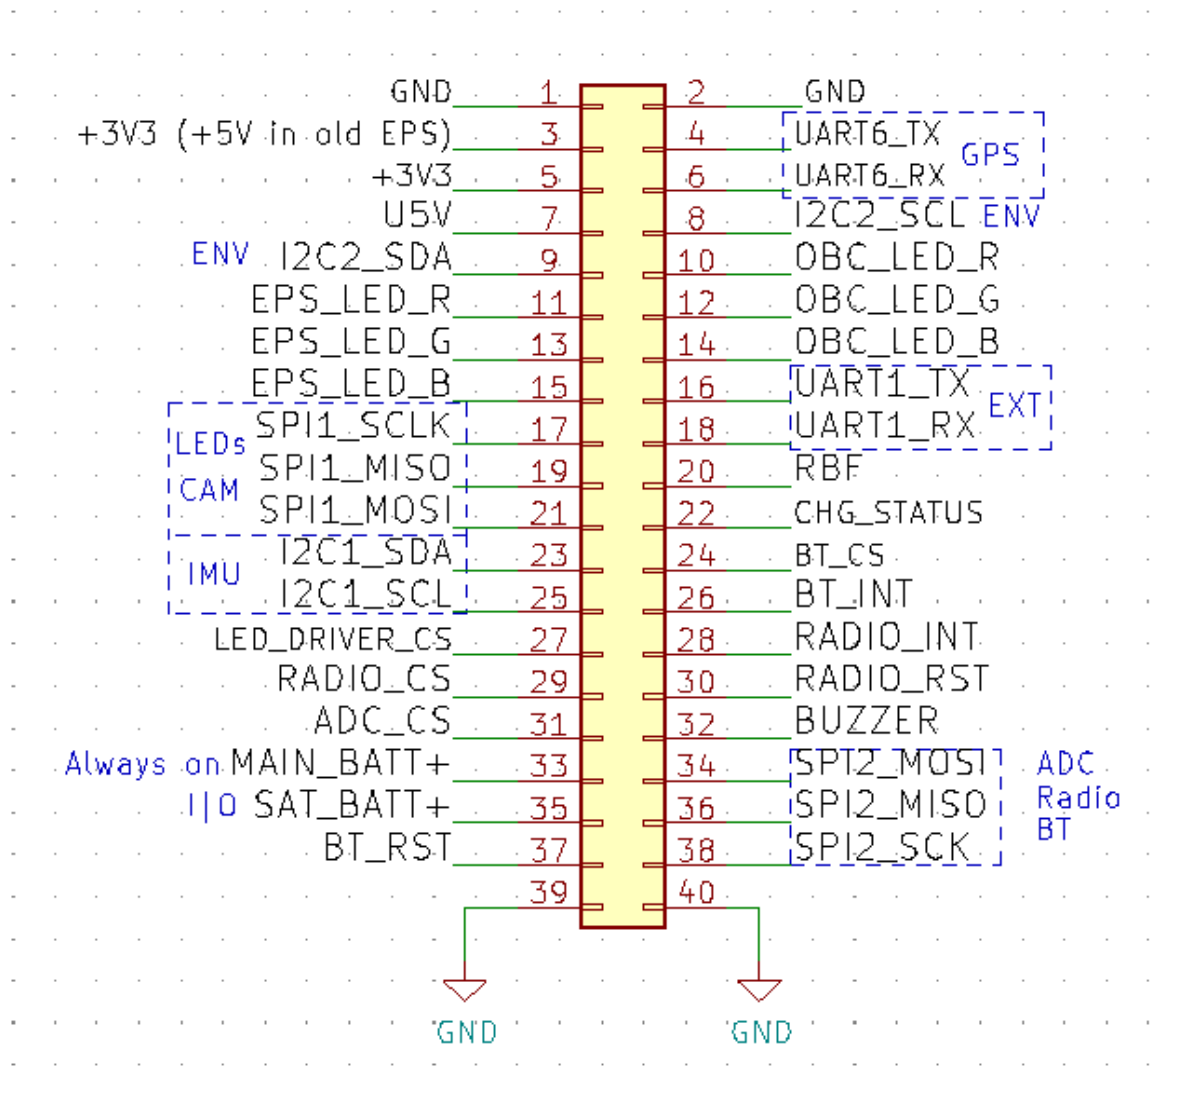 GND 1 2 GND
+3V3 (+5V in old EPS) 3 4 UART6_TX
GPS
+3V3 5 6 UART6_RX
U5V 7 8 I2C2_SCL ENV
ENV I2C2_SDA 9 10 OBC_LED_R
EPS_LED_R 11 12 OBC_LED_G
EPS_LED_G 13 14 OBC_LED_B
EPS_LED_B 15 16 UART1_TX
EXT
SPI1_SCLK 17 18 UART1_RX
LEDs
SPI1_MISO 19 20 RBF
CAM
SPI1_MOSI 21 22 CHG_STATUS
I2C1_SDA 23 24 BT_CS
IMU
I2C1_SCL 25 26 BT_INT
LED_DRIVER_CS 27 28 RADIO_INT
RADIO_CS 29 30 RADIO_RST
ADC_CS 31 32 BUZZER
Always on MAIN_BATT+ 33 34 SPI2_MOSI ADC
I|O SAT_BATT+ 35 36 SPI2_MISO Radio
BT
BT_RST 37 38 SPI2_SCK
39 40
GND GND